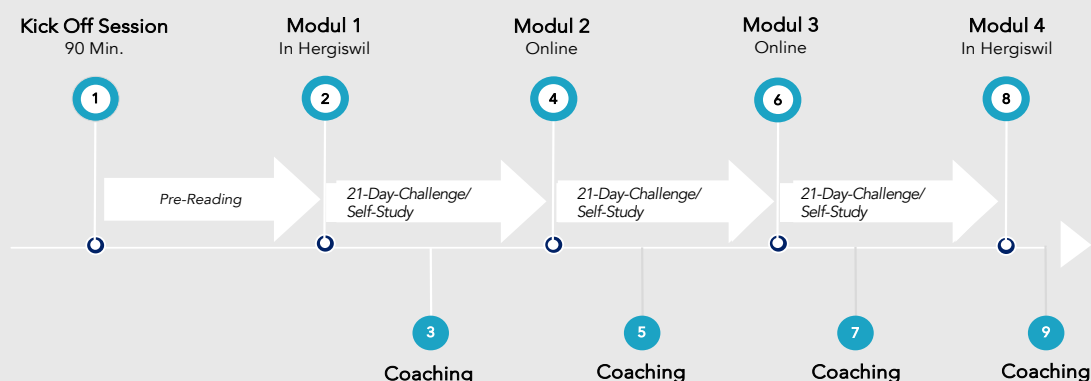 Kick Off Session
90 Min.
Modul 1
In Hergiswil
Modul 2
Online
Modul 3
Online
Modul 4
In Hergiswil
1
2
4
6
8
Pre-Reading
21-Day-Challenge/
Self-Study
21-Day-Challenge/
Self-Study
21-Day-Challenge/
Self-Study
3
5
7
9
Coaching
Coaching
Coaching
Coaching